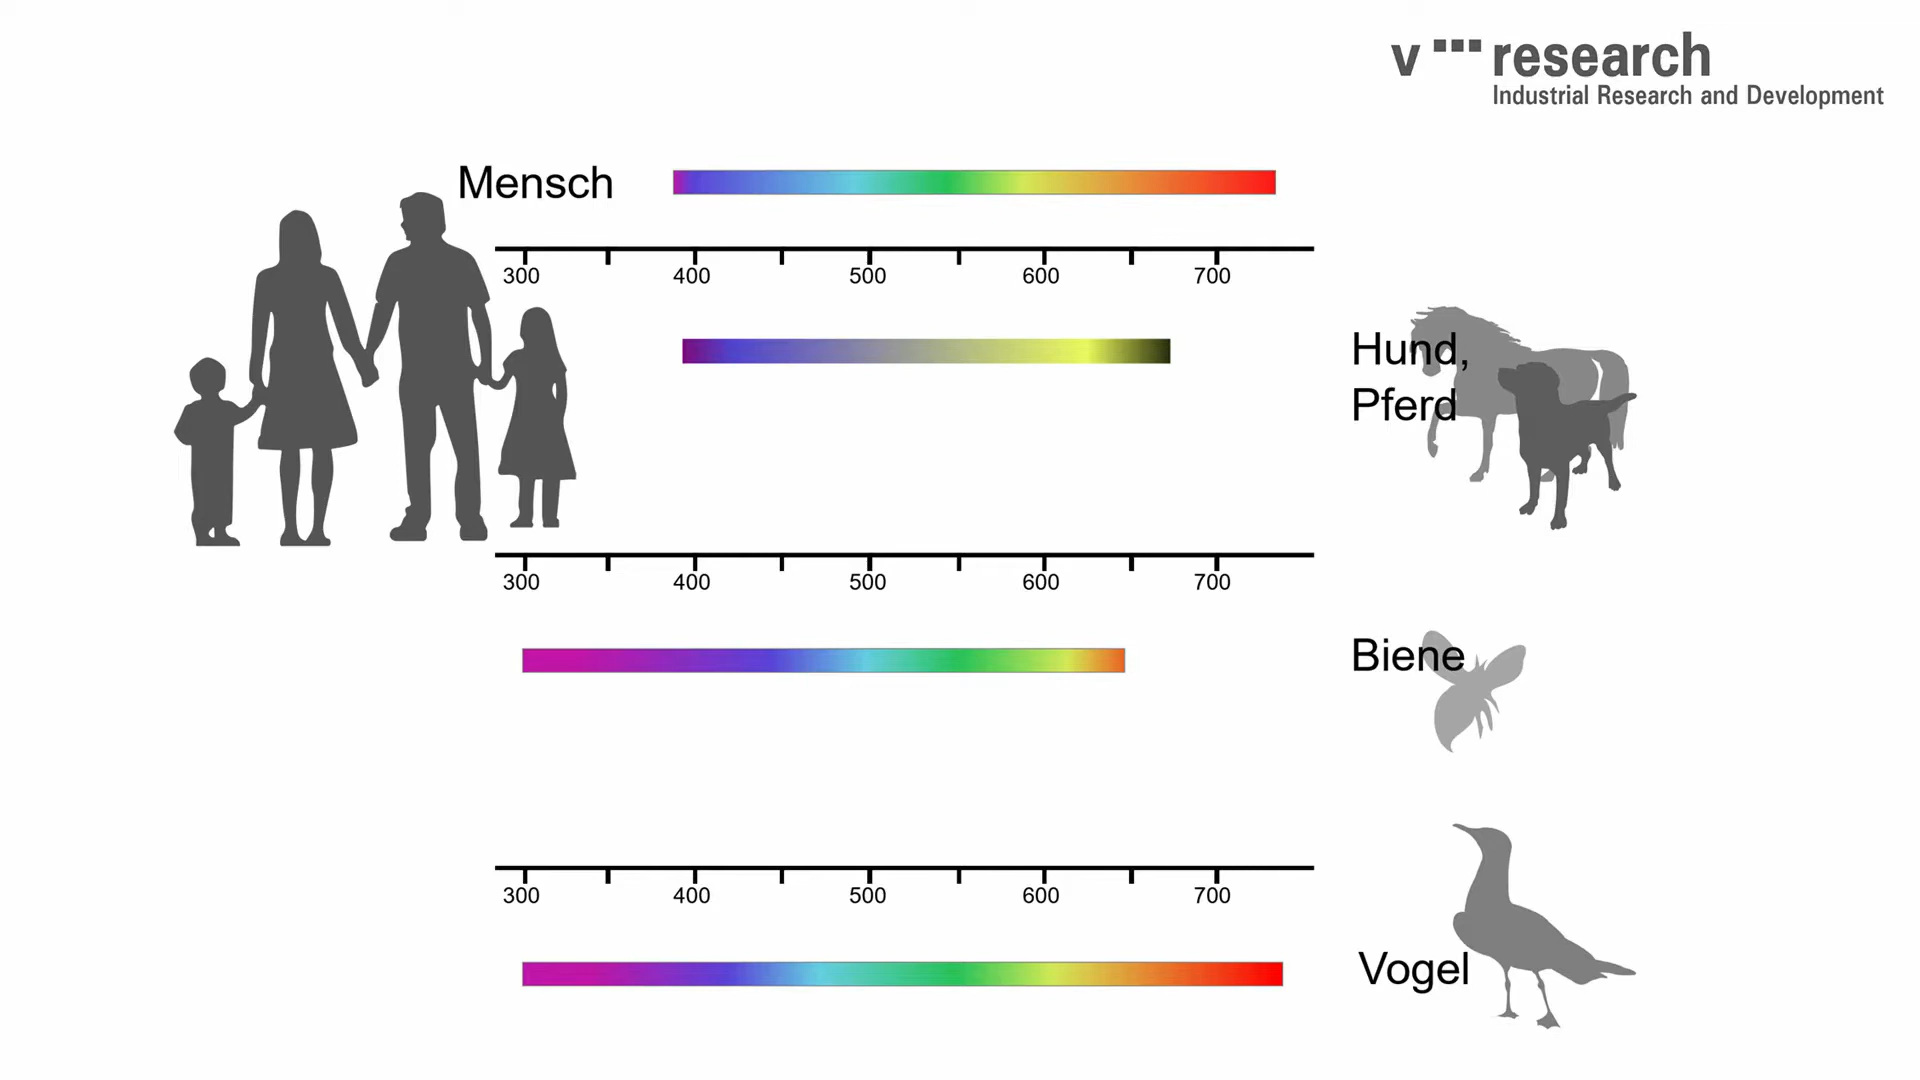 v research
Industrial Research and Development
Mensch
300 400 500 600 700
Hund,
Pferd
300 400 500 600 700
Biene
300 400 500 600 700
Vogel